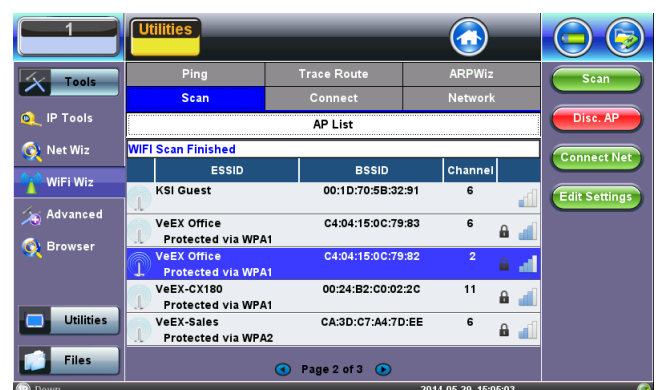 1
Utilities
Tools
Ping
Trace Route
ARPWiz
Scan
Scan
Connect
Network
IP Tools
AP List
Disc. AP
Net Wiz
WIFI Scan Finished
Connect Net
ESSID
BSSID
Channel
WiFi Wiz
KSI Guest
00:1D:70:5B:32:91
6
Edit Settings
Advanced
VeEX Office
C4:04:15:0C:79:83
6
Protected via WPA1
Browser
VeEX Office
C4:04:15:0C:79:82
2
Protected via WPA1
VeEX-CX180
00:24:B2:C0:02:2C
11
Protected via WPA1
Utilities
VeEX-Sales
CA:3D:C7:A4:7D:EE
6
Protected via WPA2
Files
Page 2 of 3
IP Down
2014-05-29 15:05:03